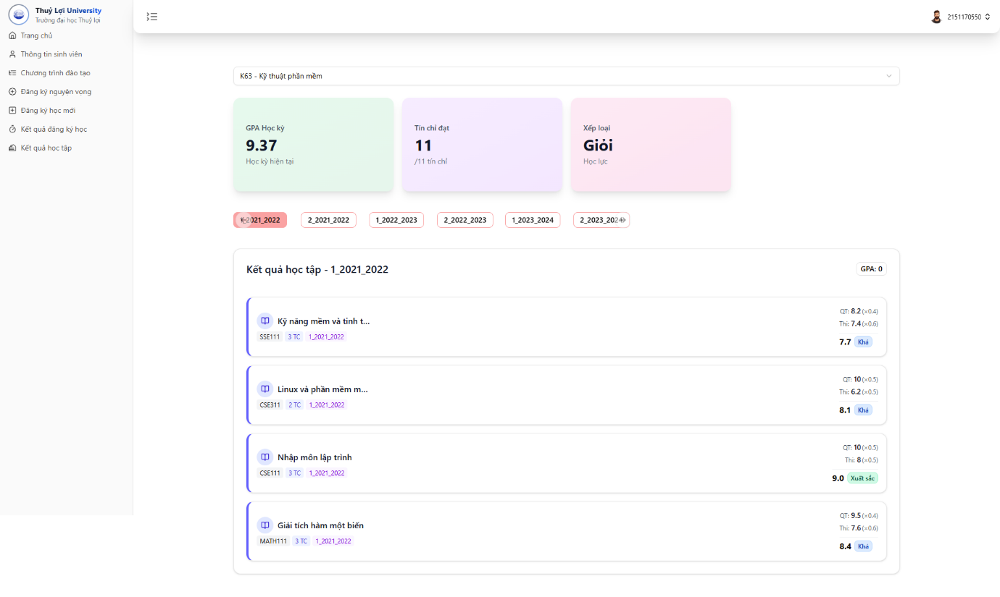 Thuỷ Lợi University
Trường đại học Thuỷ lợi
Trang chủ
Thông tin sinh viên
Chương trình đào tạo
Đăng ký nguyện vong
Đăng ký học mới
Kết quả đăng ký học
Kết quả học tập
2151170550
K63 - Kỹ thuật phần mềm
GPA Học kỳ
9.37
Học kỳ hiện tại
Tín chỉ đạt
11
/11 tín chỉ
Xếp loại
Giỏi
Học lực
2021_2022
2_2021_2022
1_2022_2023
2_2022_2023
1_2023_2024
2_2023_2024
Kết quả học tập - 1_2021_2022
GPA: 0
Kỹ năng mềm và tinh t...
SSE111 3 TC 1_2021_2022
QT: 8.2 (×0.4)
Thi: 7.4 (×0.6)
7.7 Khá
Linux và phần mềm m...
CSE311 2 TC 1_2021_2022
QT: 10 (×0.5)
Thi: 6.2 (×0.5)
8.1 Khá
Nhập môn lập trình
CSE111 3 TC 1_2021_2022
QT: 10 (×0.5)
Thi: 8 (×0.5)
9.0 Xuất sắc
Giải tích hàm một biến
MATH111 3 TC 1_2021_2022
QT: 9.5 (×0.4)
Thi: 7.6 (×0.6)
8.4 Khá